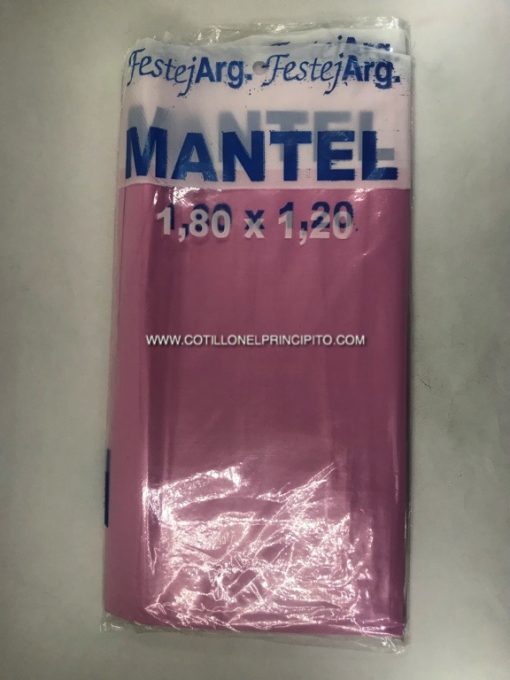 FestejArg. FestejArg.
MANTEL
1,80 x 1,20
WWW.COTILLONELPRINCIPITO.COM